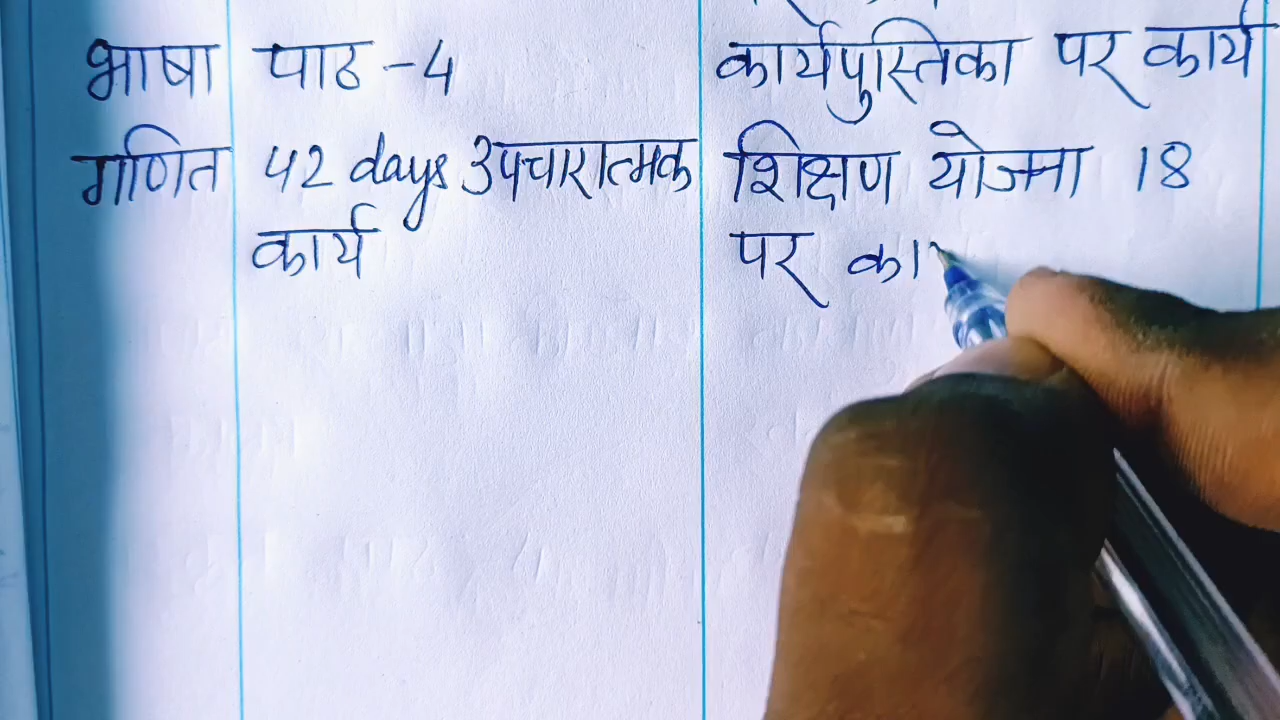 भाषा पाठ -4 कार्यपुस्तिका पर कार्य
गणित 42 days उपचारात्मक शिक्षण योजना 18
कार्य पर का